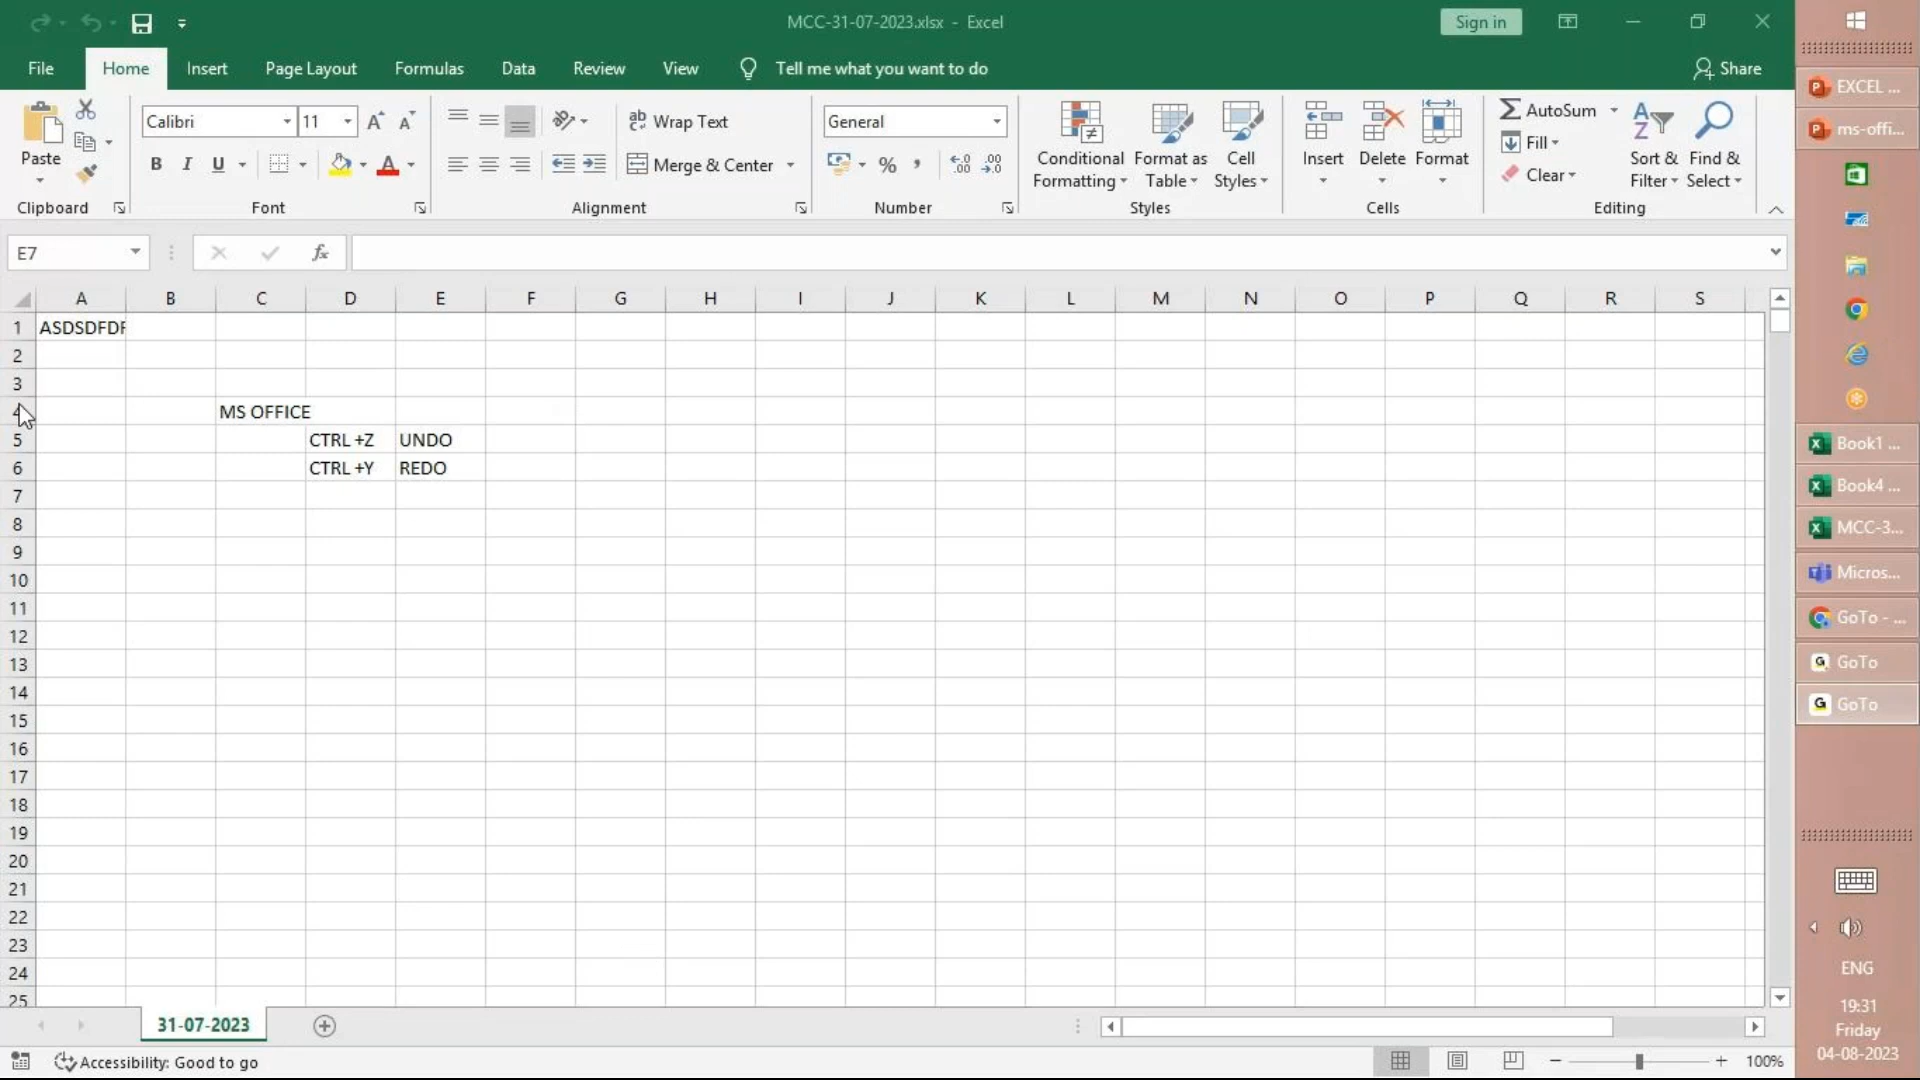 MCC-31-07-2023.xlsx - Excel
Sign in
File Home Insert Page Layout Formulas Data Review View Tell me what you want to do Share
Paste
Clipboard
Calibri 11
B I U A
Font
Wrap Text
Merge & Center
Alignment
General
% ,
Number
Conditional Formatting
Format as Table
Cell Styles
Styles
Insert Delete Format
Cells
AutoSum
Fill
Clear
Sort & Filter
Find & Select
Editing
E7 fx
A B C D E F G H I J K L M N O P Q R S
1 ASDSDFDF
2
3
4 MS OFFICE
5 CTRL +Z UNDO
6 CTRL +Y REDO
7
8
9
10
11
12
13
14
15
16
17
18
19
20
21
22
23
24
25
31-07-2023
Accessibility: Good to go
100%
EXCEL ...
ms-offi...
Book1 ...
Book4 ...
MCC-3...
Micros...
GoTo - ...
GoTo
GoTo
ENG
19:31
Friday
04-08-2023